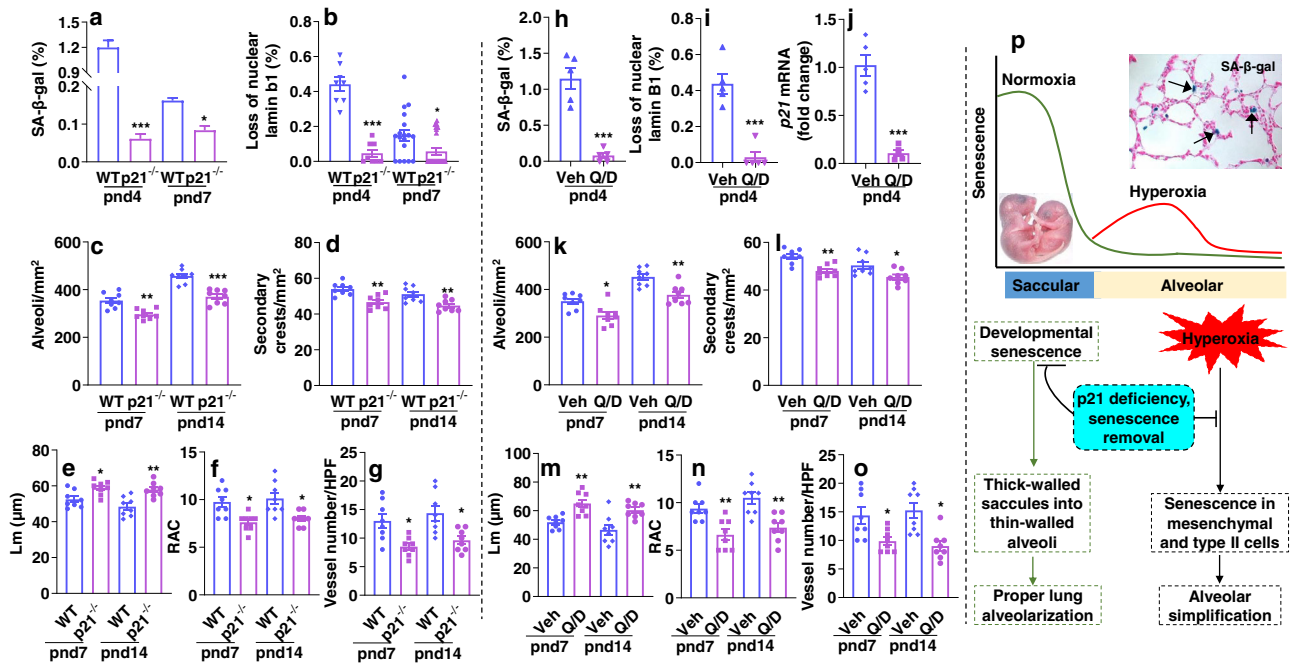 a
SA-β-gal (%)
1.5
1.2
0.9
0.2
0.1
0.0
***
*
WT p21-/- WT p21-/-
pnd4 pnd7
b
Loss of nuclear
lamin b1 (%)
0.8
0.6
0.4
0.2
0.0
***
*
WT p21-/- WT p21-/-
pnd4 pnd7
h
SA-β-gal (%)
2.0
1.5
1.0
0.5
0.0
***
Veh Q/D
pnd4
i
Loss of nuclear
lamin B1 (%)
0.8
0.6
0.4
0.2
0.0
***
Veh Q/D
pnd4
j
p21 mRNA
(fold change)
1.5
1.0
0.5
0.0
***
Veh Q/D
pnd4
c
Alveoli/mm2
600
400
200
0
**
***
WT p21-/- WT p21-/-
pnd7 pnd14
d
Secondary
crests/mm2
80
60
40
20
0
**
**
WT p21-/- WT p21-/-
pnd7 pnd14
k
Alveoli/mm2
600
400
200
0
*
**
Veh Q/D Veh Q/D
pnd7 pnd14
l
Secondary
crests/mm2
60
40
20
0
**
*
Veh Q/D Veh Q/D
pnd7 pnd14
e
Lm (μm)
80
60
40
20
0
*
**
WT p21-/- WT p21-/-
pnd7 pnd14
f
RAC
15
10
5
0
*
*
WT p21-/- WT p21-/-
pnd7 pnd14
g
Vessel number/HPF
25
20
15
10
5
0
*
*
WT p21-/- WT p21-/-
pnd7 pnd14
m
Lm (μm)
100
80
60
40
20
0
**
**
Veh Q/D Veh Q/D
pnd7 pnd14
n
RAC
15
10
5
0
**
**
Veh Q/D Veh Q/D
pnd7 pnd14
o
Vessel number/HPF
25
20
15
10
5
0
*
*
Veh Q/D Veh Q/D
pnd7 pnd14
p
Senescence
Normoxia
SA-β-gal
Hyperoxia
Saccular Alveolar
Developmental
senescence
Hyperoxia
p21 deficiency,
senescence
removal
Thick-walled
saccules into
thin-walled
alveoli
Senescence in
mesenchymal
and type II cells
Proper lung
alveolarization
Alveolar
simplification